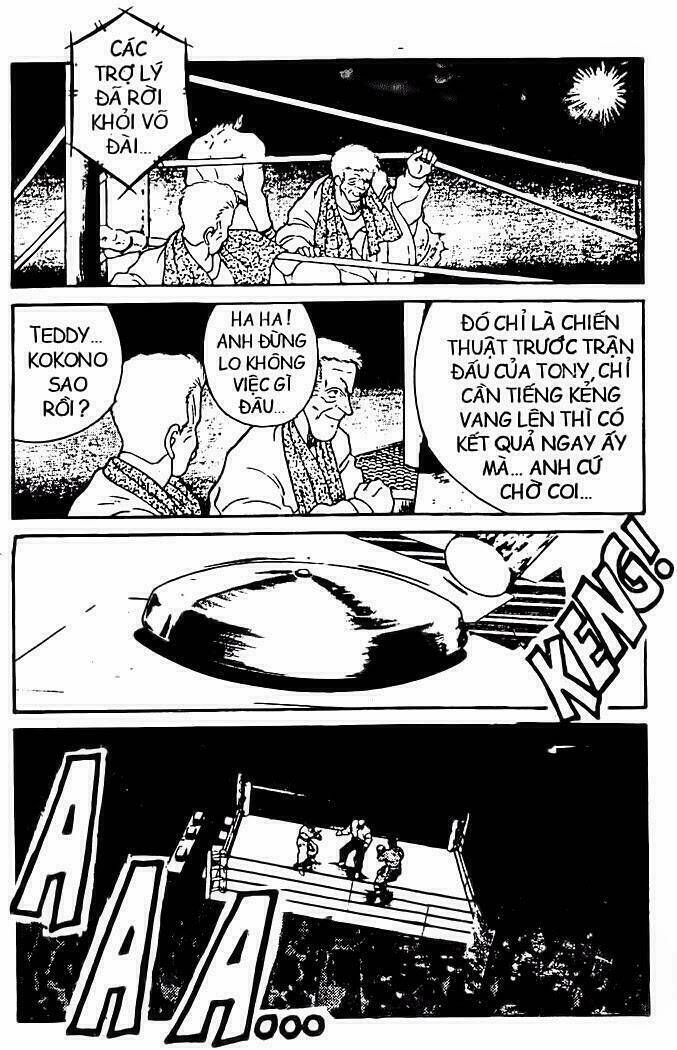 CÁC
TRỢ LÝ
ĐÃ RỜI
KHỎI VÕ
ĐÀI...
TEDDY...
KOKONO
SAO
RỒI?
HA HA!
ANH ĐỪNG
LO KHÔNG
VIỆC GÌ
ĐÂU...
ĐÓ CHỈ LÀ CHIẾN
THUẬT TRƯỚC TRẬN
ĐẤU CỦA TONY, CHỈ
CẦN TIẾNG KẺNG
VANG LÊN THÌ CÓ
KẾT QUẢ NGAY ẤY
MÀ... ANH CỨ
CHỜ COI...
KENG!
A
A
A...